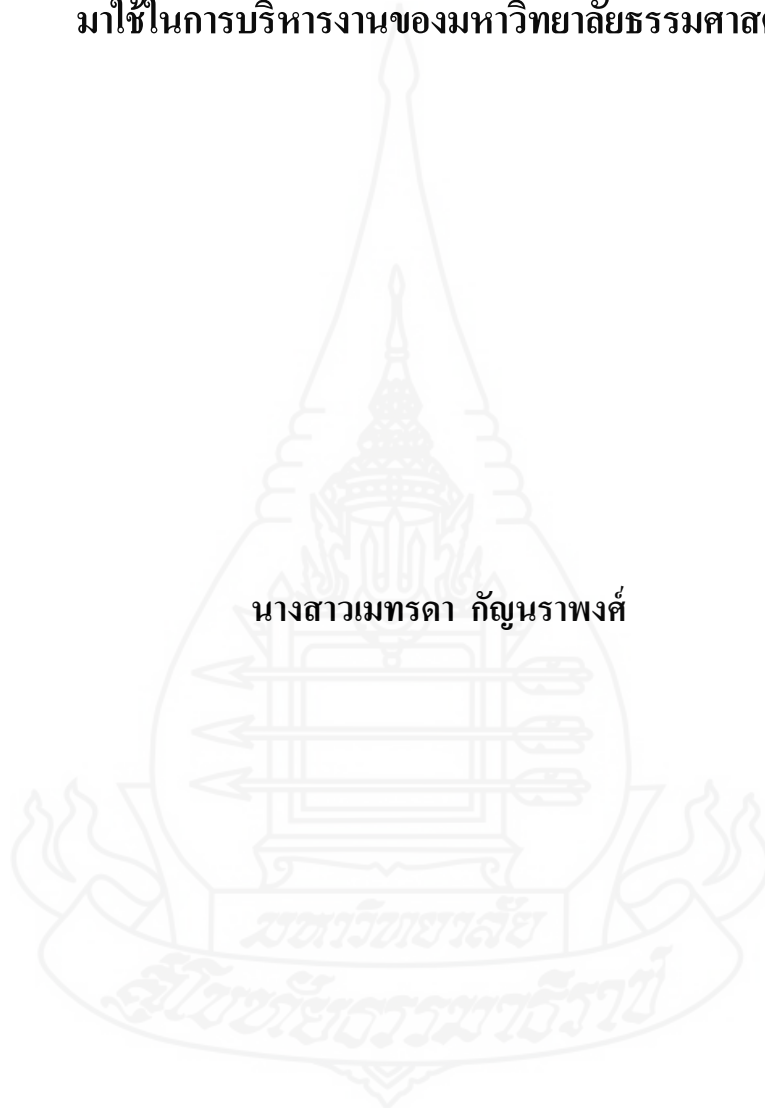 มาใช้ในการบริหารงานของมหาวิทยาลัยธรรมศาส
นางสาวเมทรดา กัญนราพงศ์
มหาวิทยาลัย
สุโขทัยธรรมาธิราช